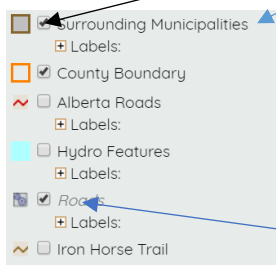 Surrounding Municipalities
Labels:
County Boundary
Alberta Roads
Labels:
Hydro Features
Labels:
Roads
Labels:
Iron Horse Trail